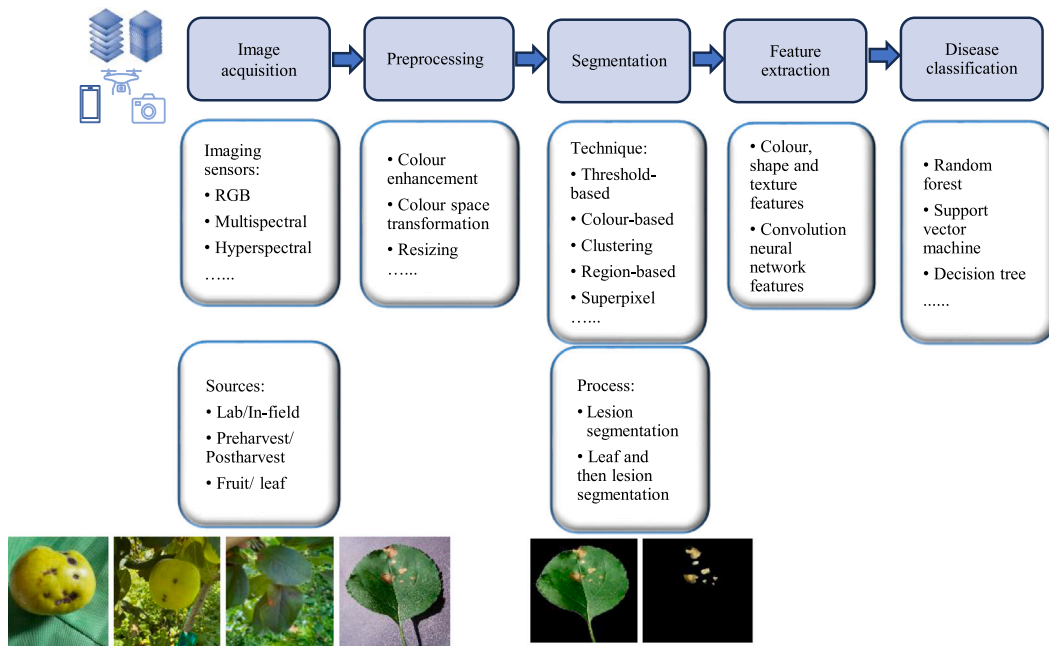 Image
acquisition
Preprocessing
Segmentation
Feature
extraction
Disease
classification
Imaging
sensors:
• RGB
• Multispectral
• Hyperspectral
…...
• Colour
enhancement
• Colour space
transformation
• Resizing
…...
Technique:
• Threshold-
based
• Colour-based
• Clustering
• Region-based
• Superpixel
…...
• Colour,
shape and
texture
features
• Convolution
neural
network
features
• Random
forest
• Support
vector
machine
• Decision tree
......
Sources:
• Lab/In-field
• Preharvest/
Postharvest
• Fruit/ leaf
Process:
• Lesion
segmentation
• Leaf and
then lesion
segmentation